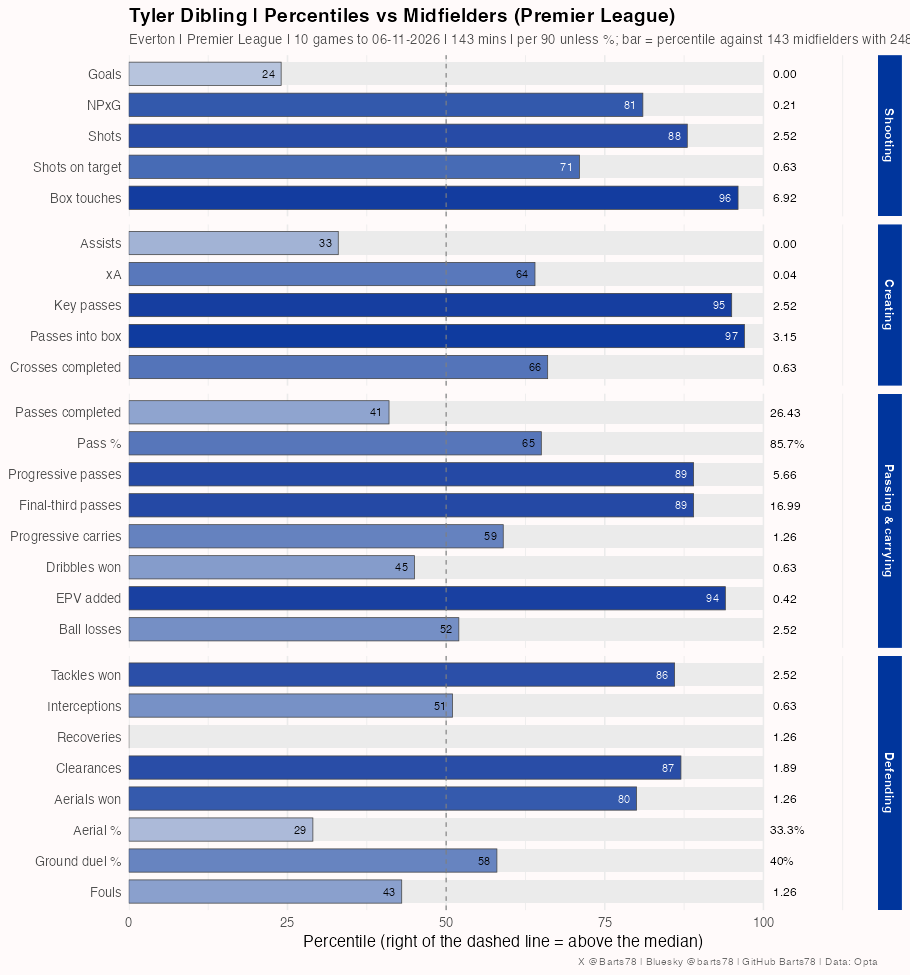 Tyler Dibling | Percentiles vs Midfielders (Premier League)
Everton | Premier League | 10 games to 06-11-2026 | 143 mins | per 90 unless %; bar = percentile against 143 midfielders with 248
Goals 24 0.00
NPxG 81 0.21
Shots 88 2.52
Shots on target 71 0.63
Box touches 96 6.92
Shooting
Assists 33 0.00
xA 64 0.04
Key passes 95 2.52
Passes into box 97 3.15
Crosses completed 66 0.63
Creating
Passes completed 41 26.43
Pass % 65 85.7%
Progressive passes 89 5.66
Final-third passes 89 16.99
Progressive carries 59 1.26
Dribbles won 45 0.63
EPV added 94 0.42
Ball losses 52 2.52
Passing & carrying
Tackles won 86 2.52
Interceptions 51 0.63
Recoveries 1.26
Clearances 87 1.89
Aerials won 80 1.26
Aerial % 29 33.3%
Ground duel % 58 40%
Fouls 43 1.26
Defending
0 25 50 75 100
Percentile (right of the dashed line = above the median)
X @Barts78 | Bluesky @barts78 | GitHub Barts78 | Data: Opta